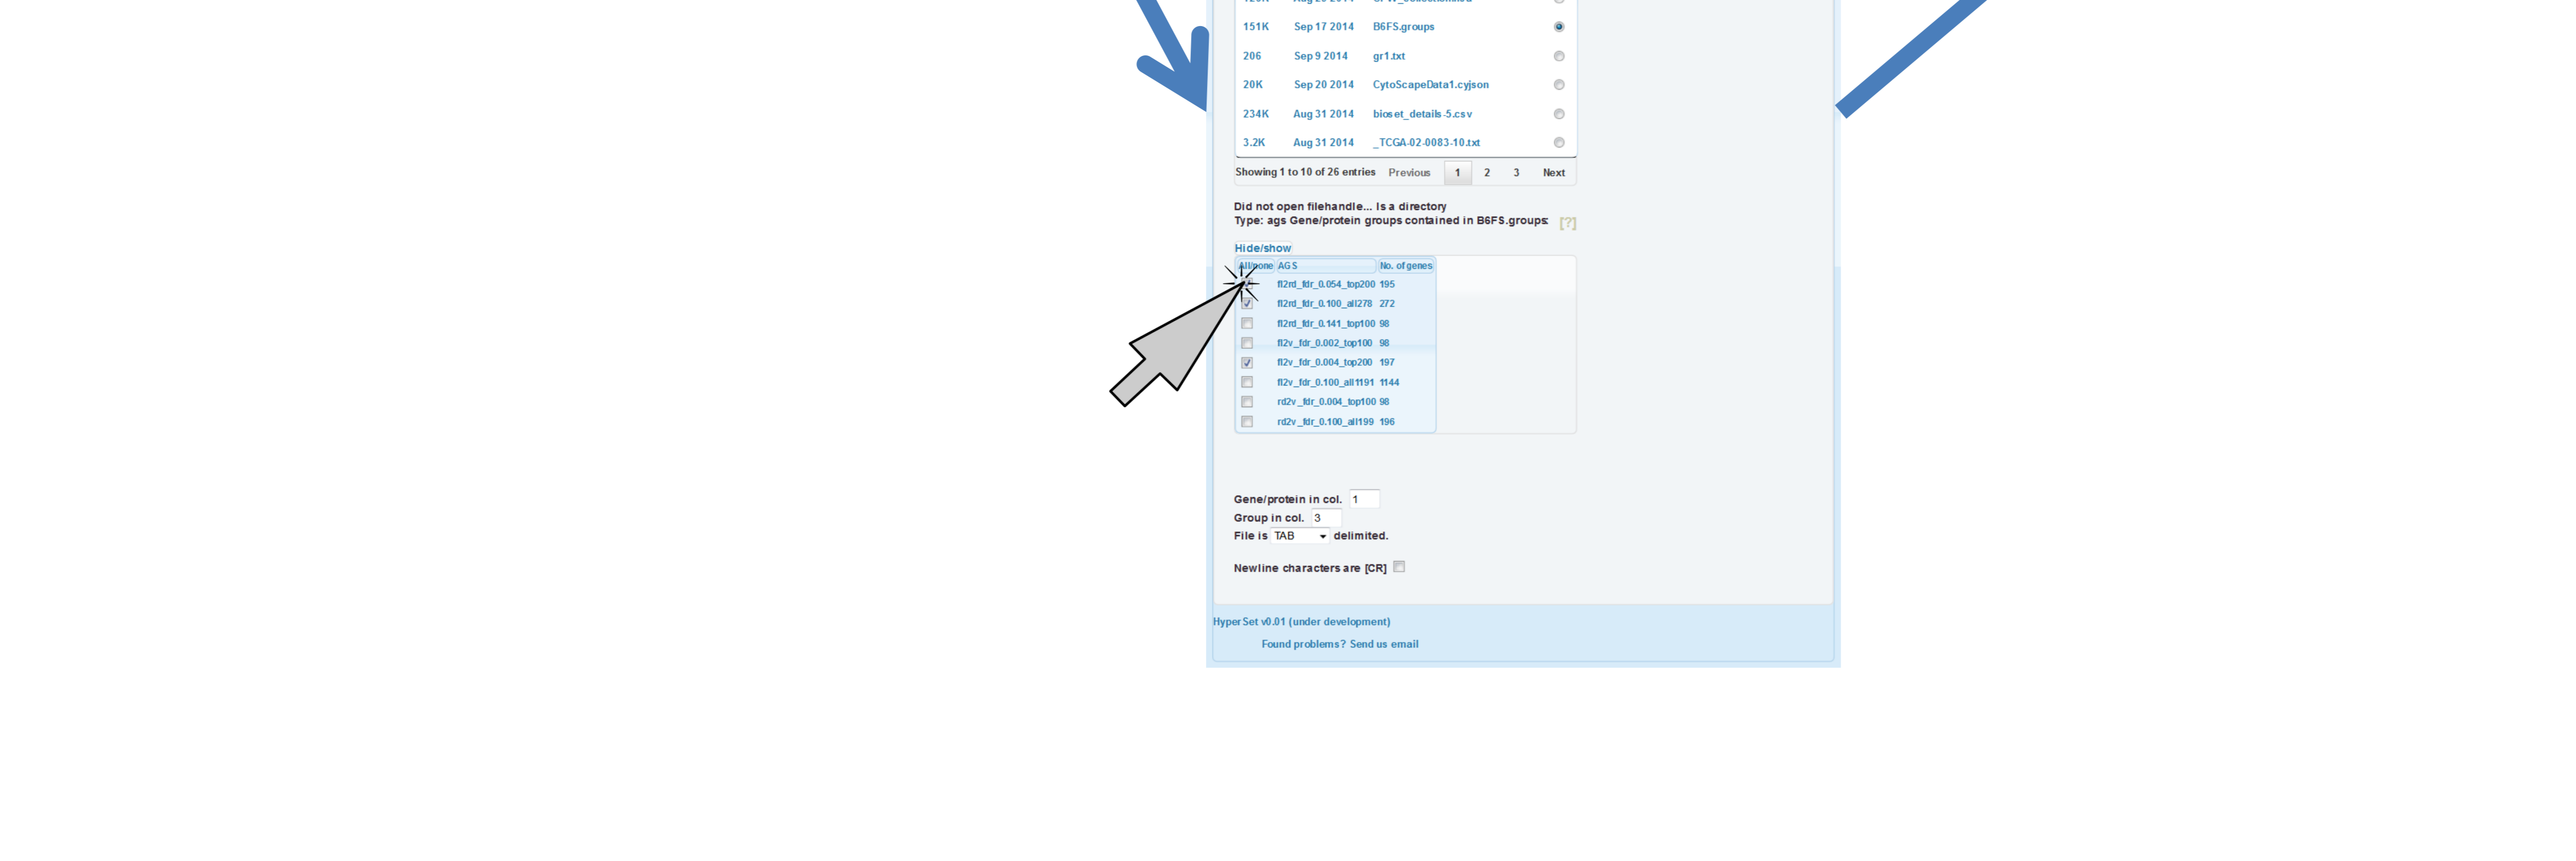 151K Sep 17 2014 B6FS.groups
206 Sep 9 2014 gr1.txt
20K Sep 20 2014 CytoScapeData1.cyjson
234K Aug 31 2014 bioset_details-5.csv
3.2K Aug 31 2014 _TCGA-02-0083-10.txt
Showing 1 to 10 of 26 entries Previous 1 2 3 Next
Did not open filehandle... Is a directory
Type: ags Gene/protein groups contained in B6FS.groups: [?]
Hide/show
All/none AGS No. of genes
fl2rd_fdr_0.054_top200 195
fl2rd_fdr_0.100_all278 272
fl2rd_fdr_0.141_top100 98
fl2v_fdr_0.002_top100 98
fl2v_fdr_0.004_top200 197
fl2v_fdr_0.100_all1191 1144
rd2v_fdr_0.004_top100 98
rd2v_fdr_0.100_all199 196
Gene/protein in col. 1
Group in col. 3
File is TAB delimited.
Newline characters are [CR]
HyperSet v0.01 (under development)
Found problems? Send us email